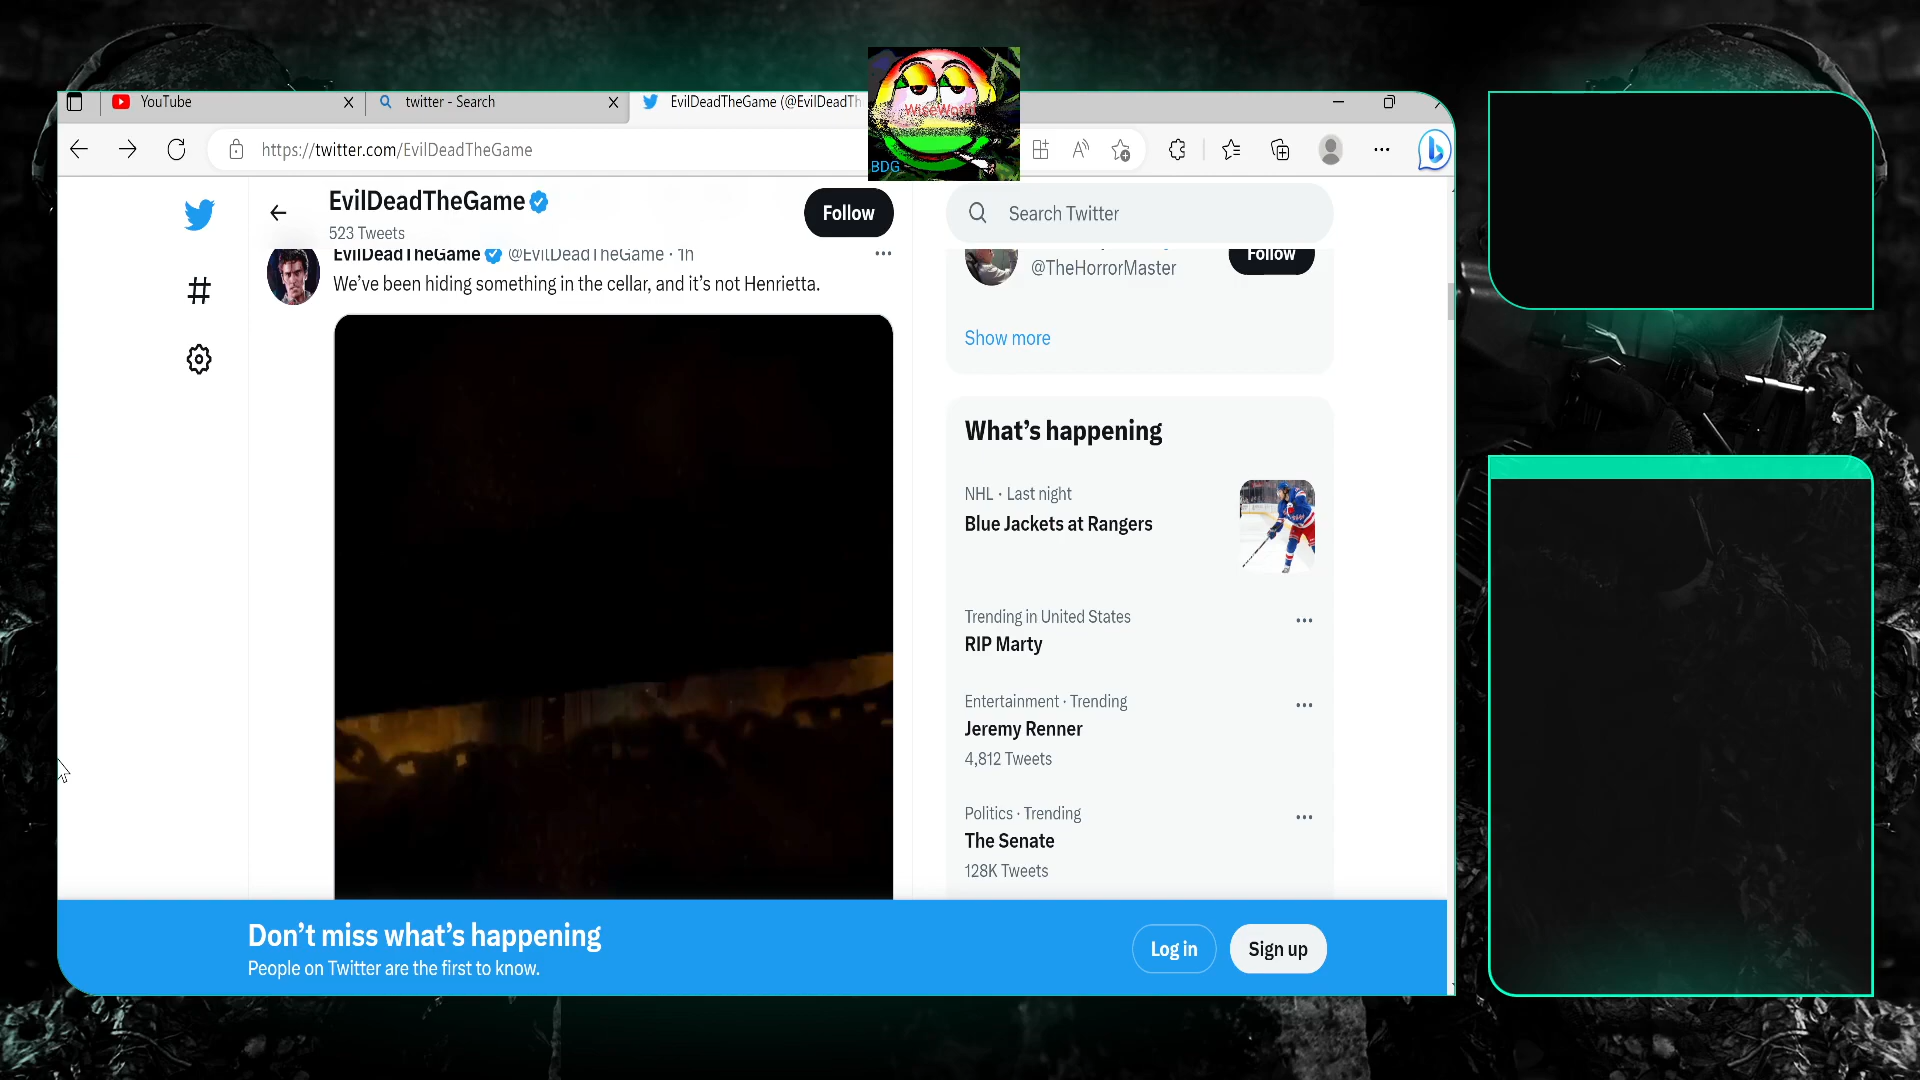 YouTube
twitter - Search
EvilDeadTheGame (@EvilDeadTh
https://twitter.com/EvilDeadTheGame
WiseWorld
BDG
EvilDeadTheGame
523 Tweets
Follow
Search Twitter
EvilDeadTheGame @EvilDeadTheGame · 1h
We've been hiding something in the cellar, and it's not Henrietta.
@TheHorrorMaster
Follow
Show more
What's happening
NHL · Last night
Blue Jackets at Rangers
Trending in United States
RIP Marty
Entertainment · Trending
Jeremy Renner
4,812 Tweets
Politics · Trending
The Senate
128K Tweets
Don't miss what's happening
People on Twitter are the first to know.
Log in
Sign up